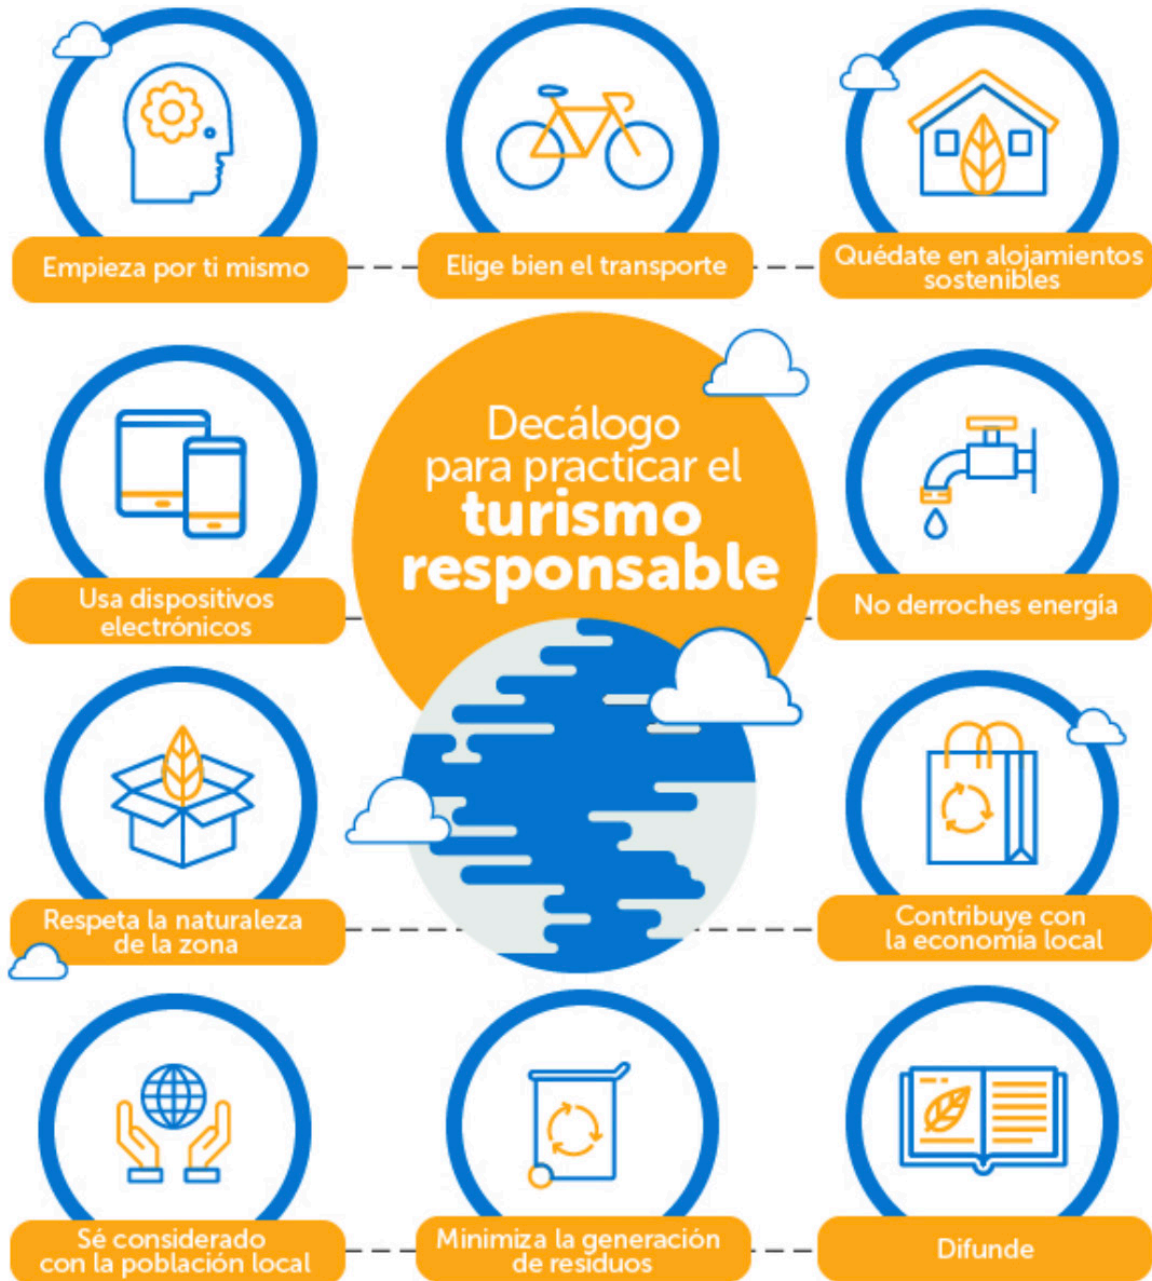 Empieza por ti mismo
Elige bien el transporte
Quédate en alojamientos
sostenibles
Decálogo
para practicar el
turismo
responsable
Usa dispositivos
electrónicos
No derroches energía
Respeta la naturaleza
de la zona
Contribuye con
la economía local
Sé considerado
con la población local
Minimiza la generación
de residuos
Difunde